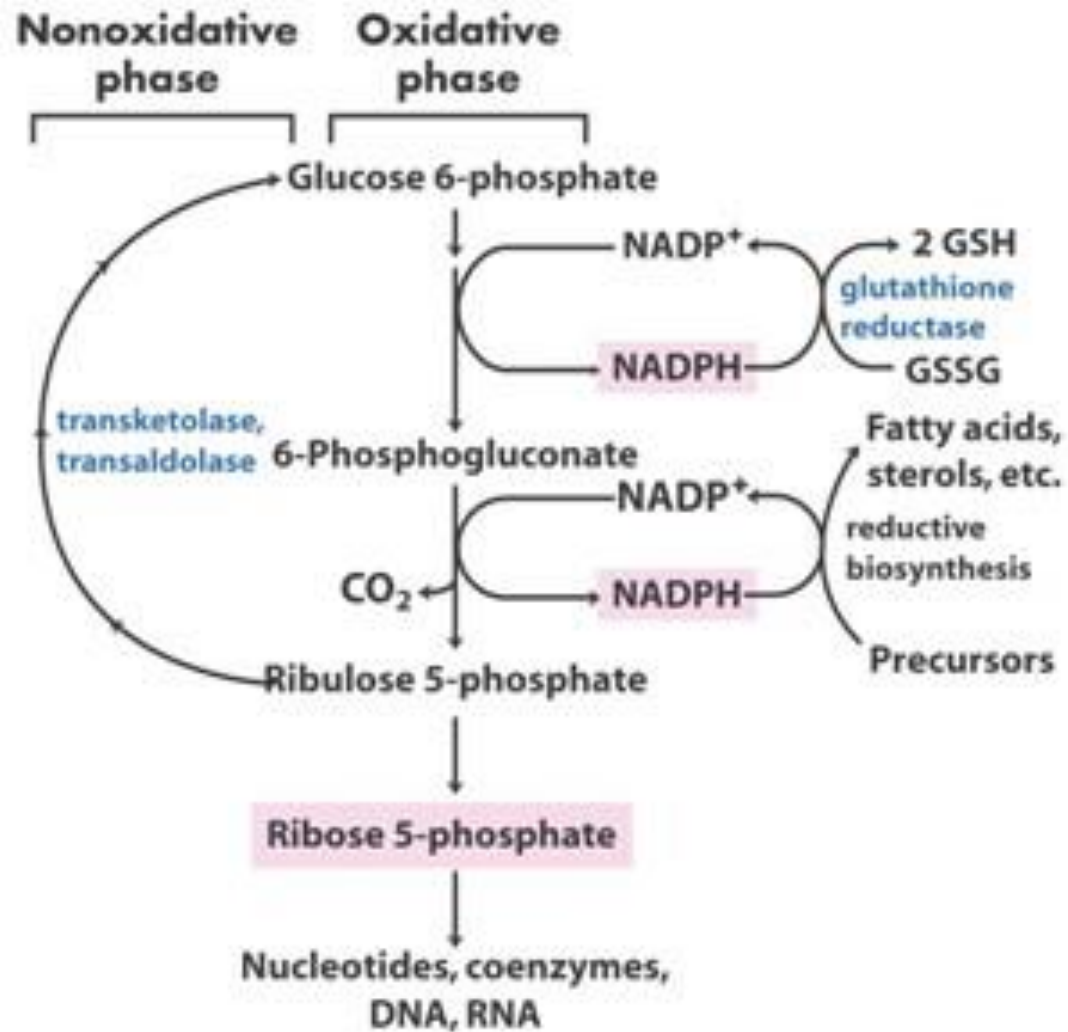 Nonoxidative
phase
Oxidative
phase
Glucose 6-phosphate
NADP⁺
2 GSH
glutathione
reductase
NADPH
GSSG
transketolase,
transaldolase
6-Phosphogluconate
Fatty acids,
sterols, etc.
NADP⁺
reductive
biosynthesis
CO₂
NADPH
Precursors
Ribulose 5-phosphate
Ribose 5-phosphate
Nucleotides, coenzymes,
DNA, RNA